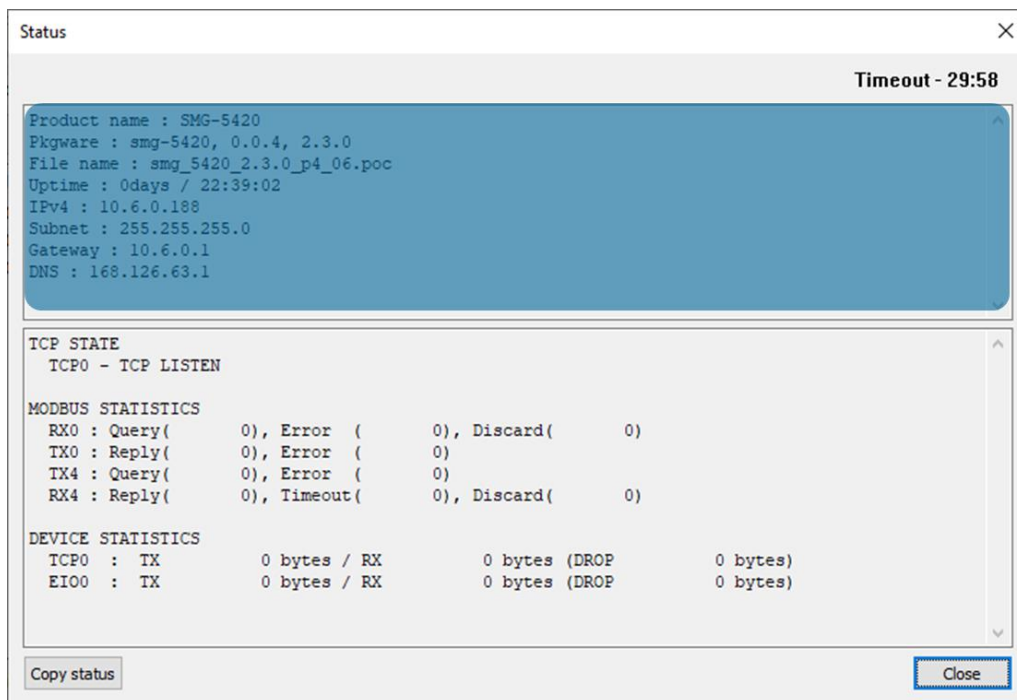 Status
Timeout - 29:58
Product name : SMG-5420
Pkgware : smg-5420, 0.0.4, 2.3.0
File name : smg_5420_2.3.0_p4_06.poc
Uptime : 0days / 22:39:02
IPv4 : 10.6.0.188
Subnet : 255.255.255.0
Gateway : 10.6.0.1
DNS : 168.126.63.1
TCP STATE
TCP0 - TCP LISTEN
MODBUS STATISTICS
RX0 : Query( 0), Error ( 0), Discard( 0)
TX0 : Reply( 0), Error ( 0)
TX4 : Query( 0), Error ( 0)
RX4 : Reply( 0), Timeout( 0), Discard( 0)
DEVICE STATISTICS
TCP0 : TX 0 bytes / RX 0 bytes (DROP 0 bytes)
EIO0 : TX 0 bytes / RX 0 bytes (DROP 0 bytes)
Copy status
Close